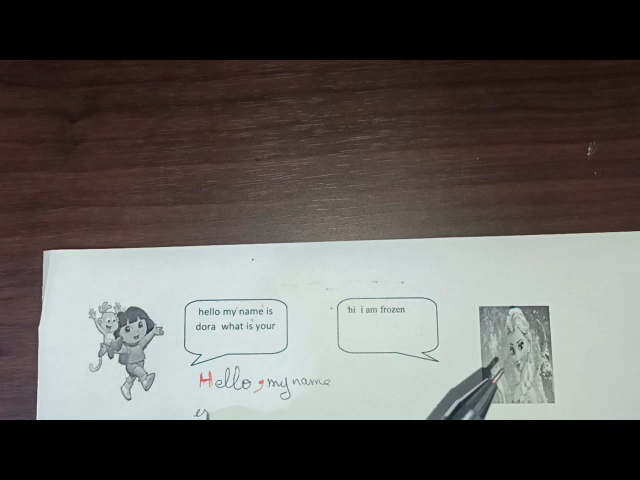 hello my name is
dora what is your
hi i am frozen
Hello, my name